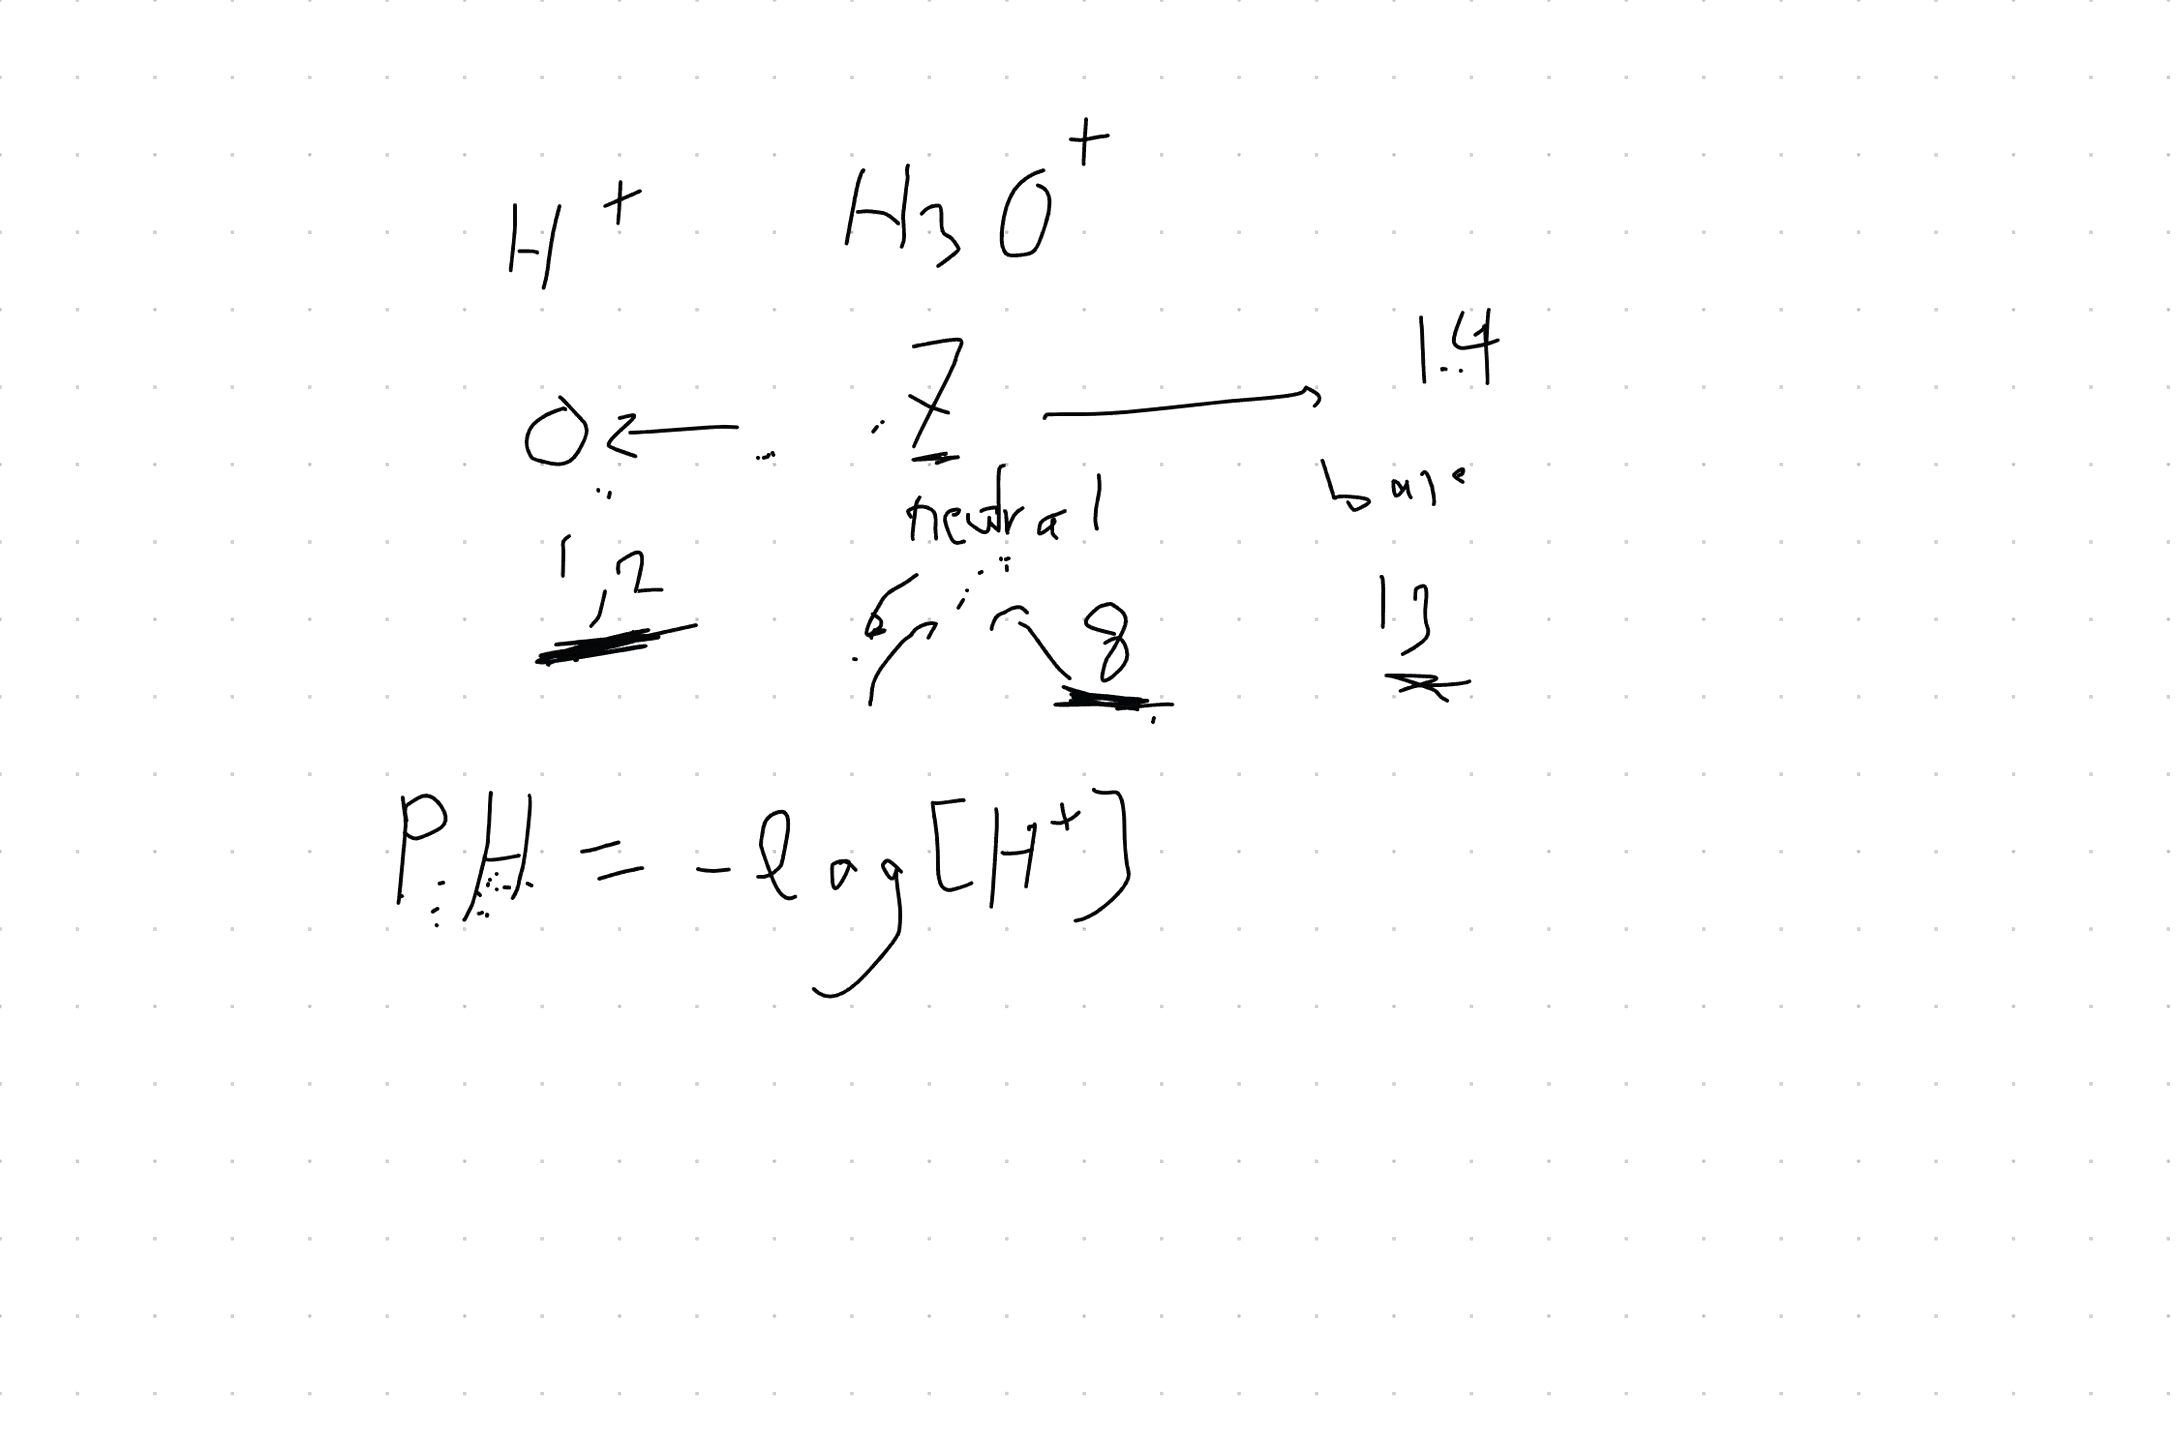 H⁺ H₃O⁺
0 ← 7 → 14
neutral base
1,2 6 8 13
PH = -log[H⁺]